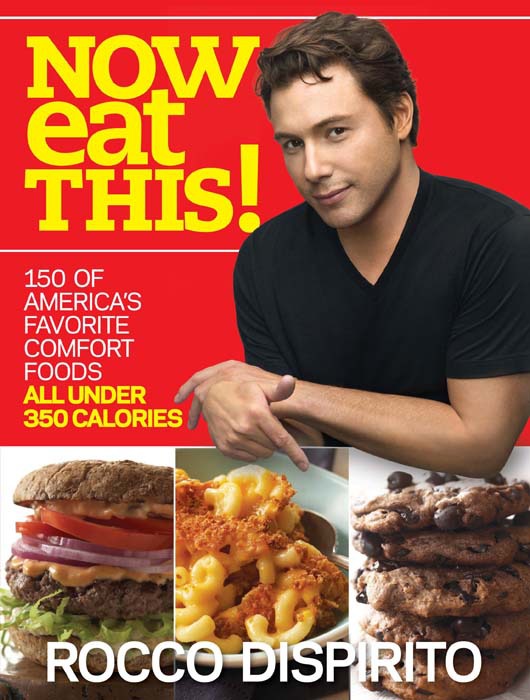 NOW
eat
THIS!
150 OF
AMERICA'S
FAVORITE
COMFORT
FOODS
ALL UNDER
350 CALORIES
ROCCO DISPIRITO